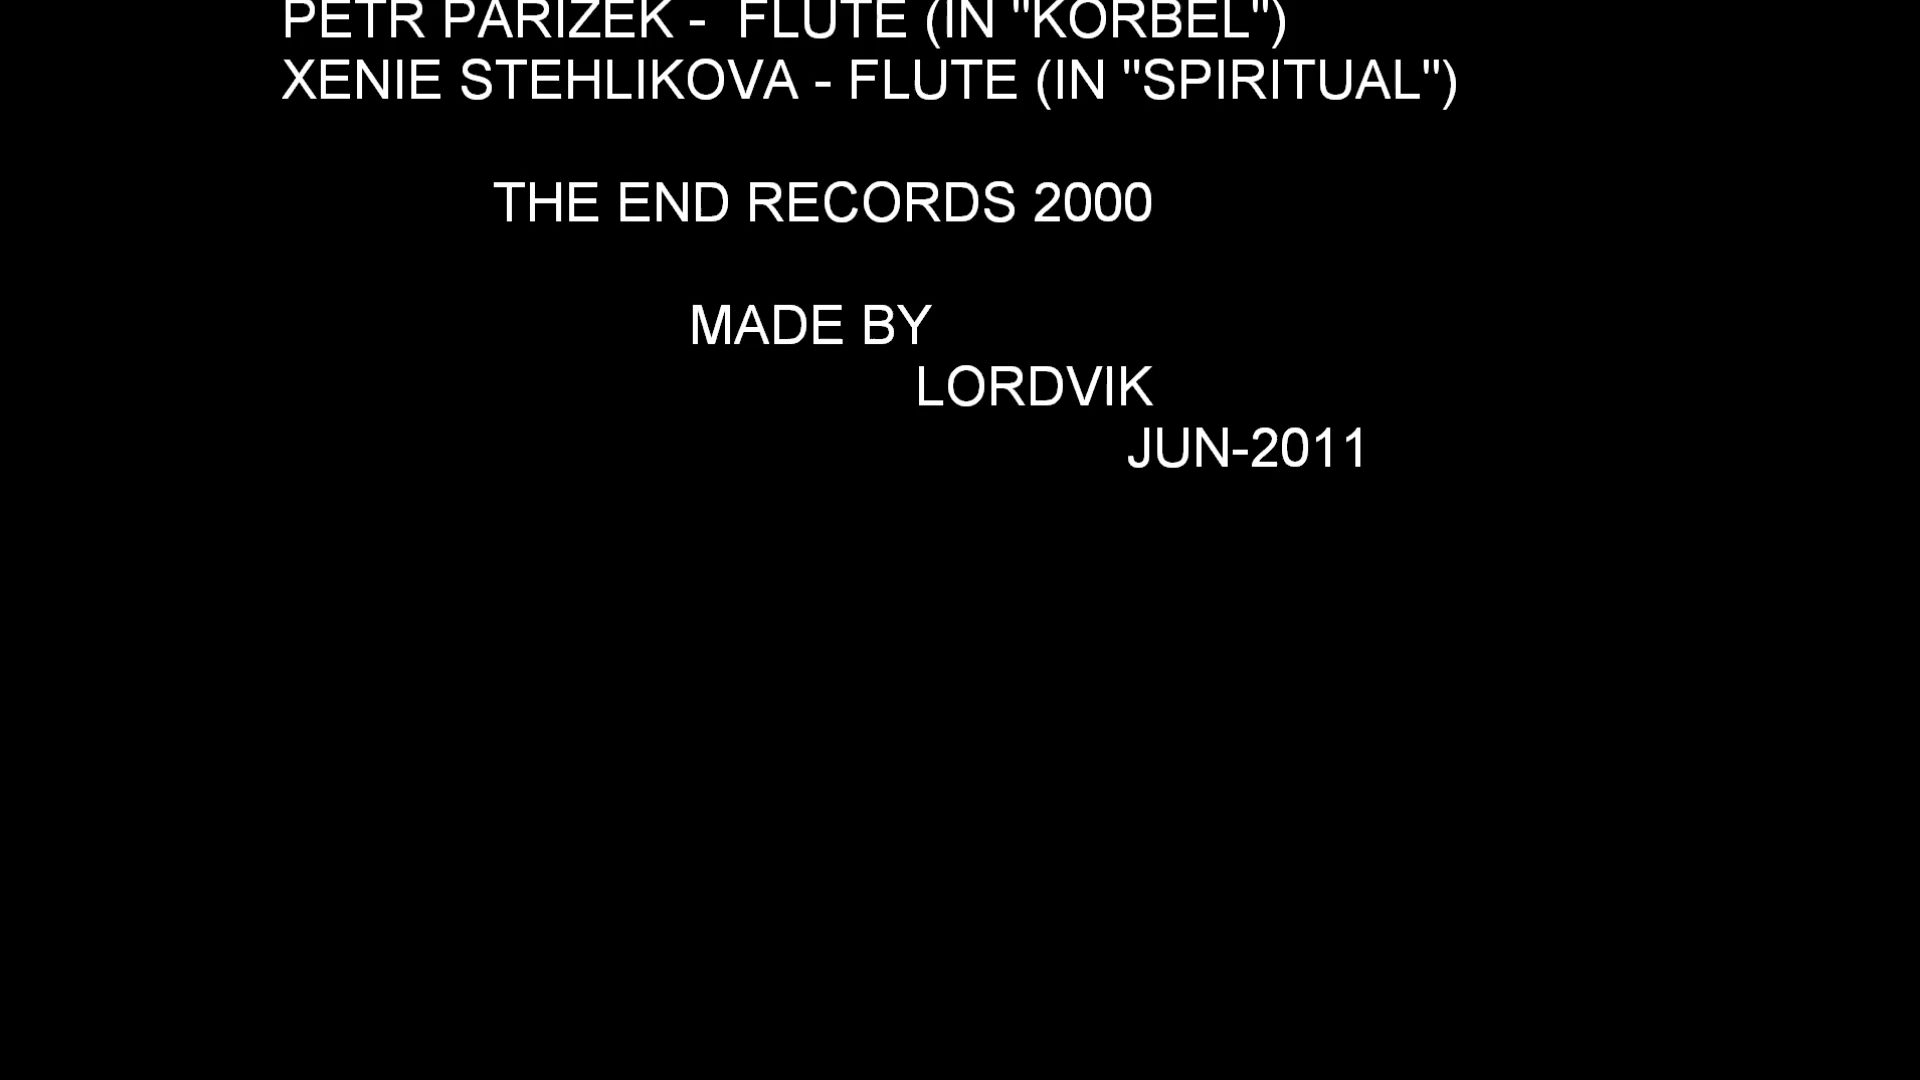 PETR PARIZEK -  FLUTE (IN "KORBEL")
XENIE STEHLIKOVA - FLUTE (IN "SPIRITUAL")
THE END RECORDS 2000
MADE BY
LORDVIK
JUN-2011